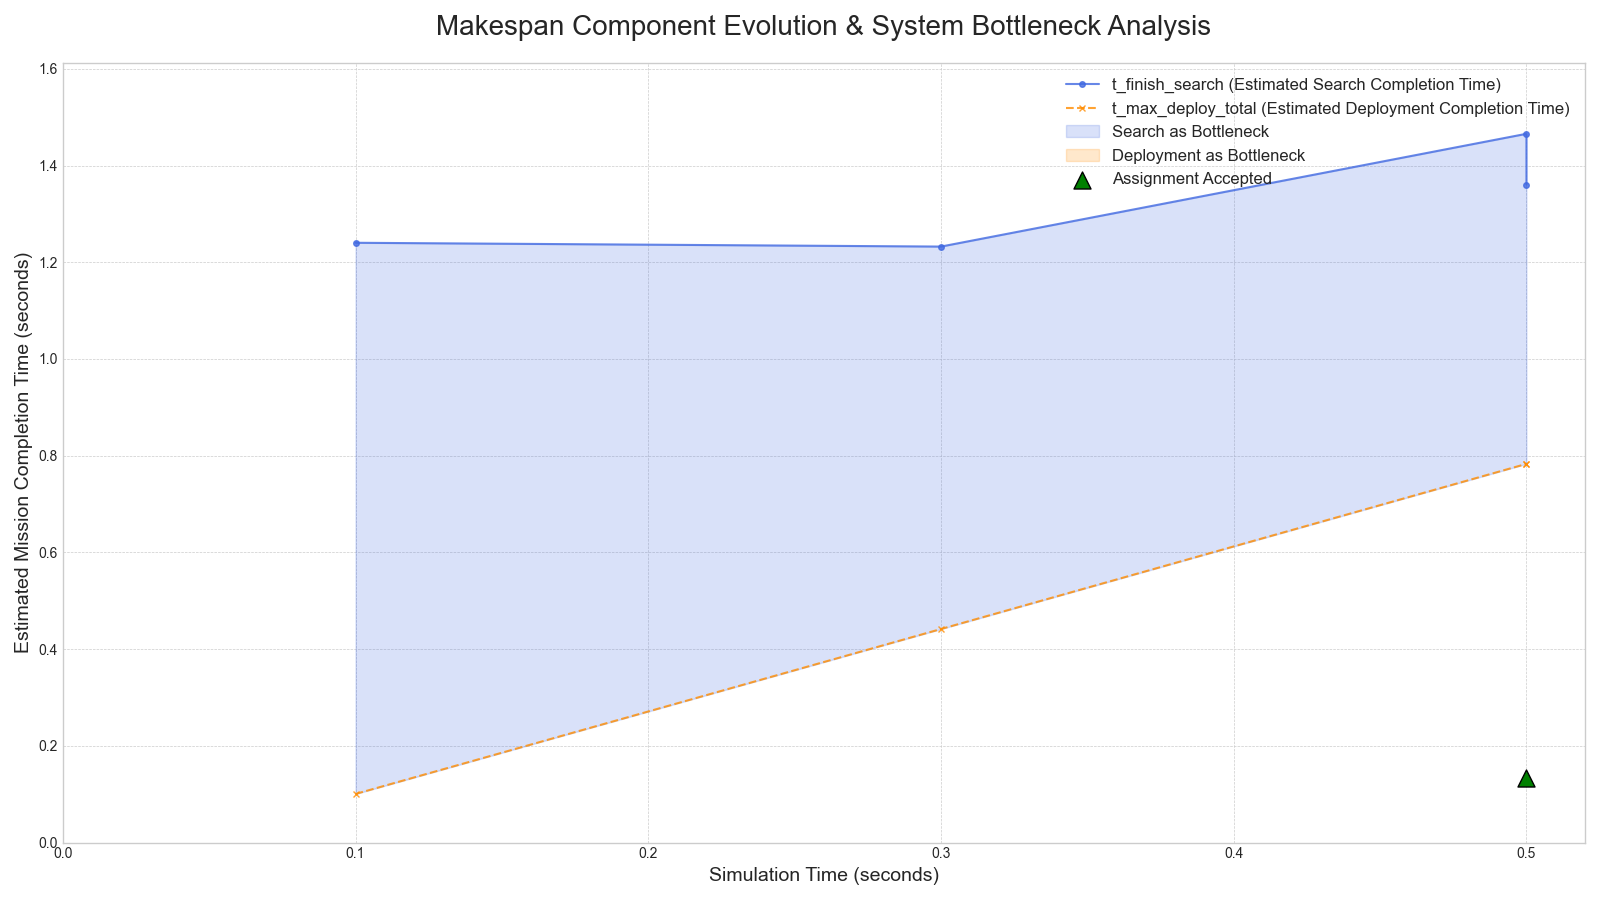 Makespan Component Evolution & System Bottleneck Analysis
t_finish_search (Estimated Search Completion Time)
t_max_deploy_total (Estimated Deployment Completion Time)
Search as Bottleneck
Deployment as Bottleneck
Assignment Accepted
Estimated Mission Completion Time (seconds)
1.6
1.4
1.2
1.0
0.8
0.6
0.4
0.2
0.0
0.0
0.1
0.2
0.3
0.4
0.5
Simulation Time (seconds)